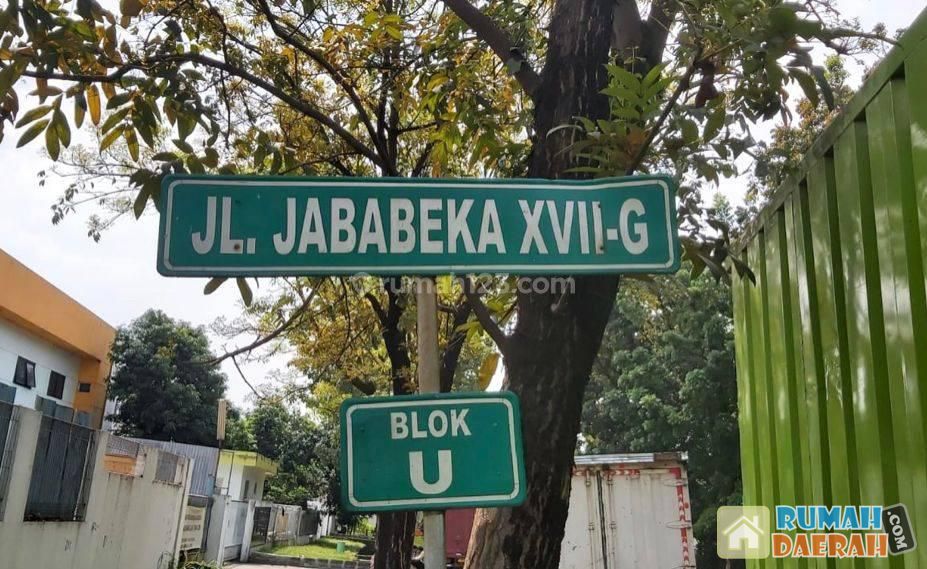 JL. JABABEKA XVII-G
rumah123.com
BLOK
U
RUMAH
DAERAH
.COM